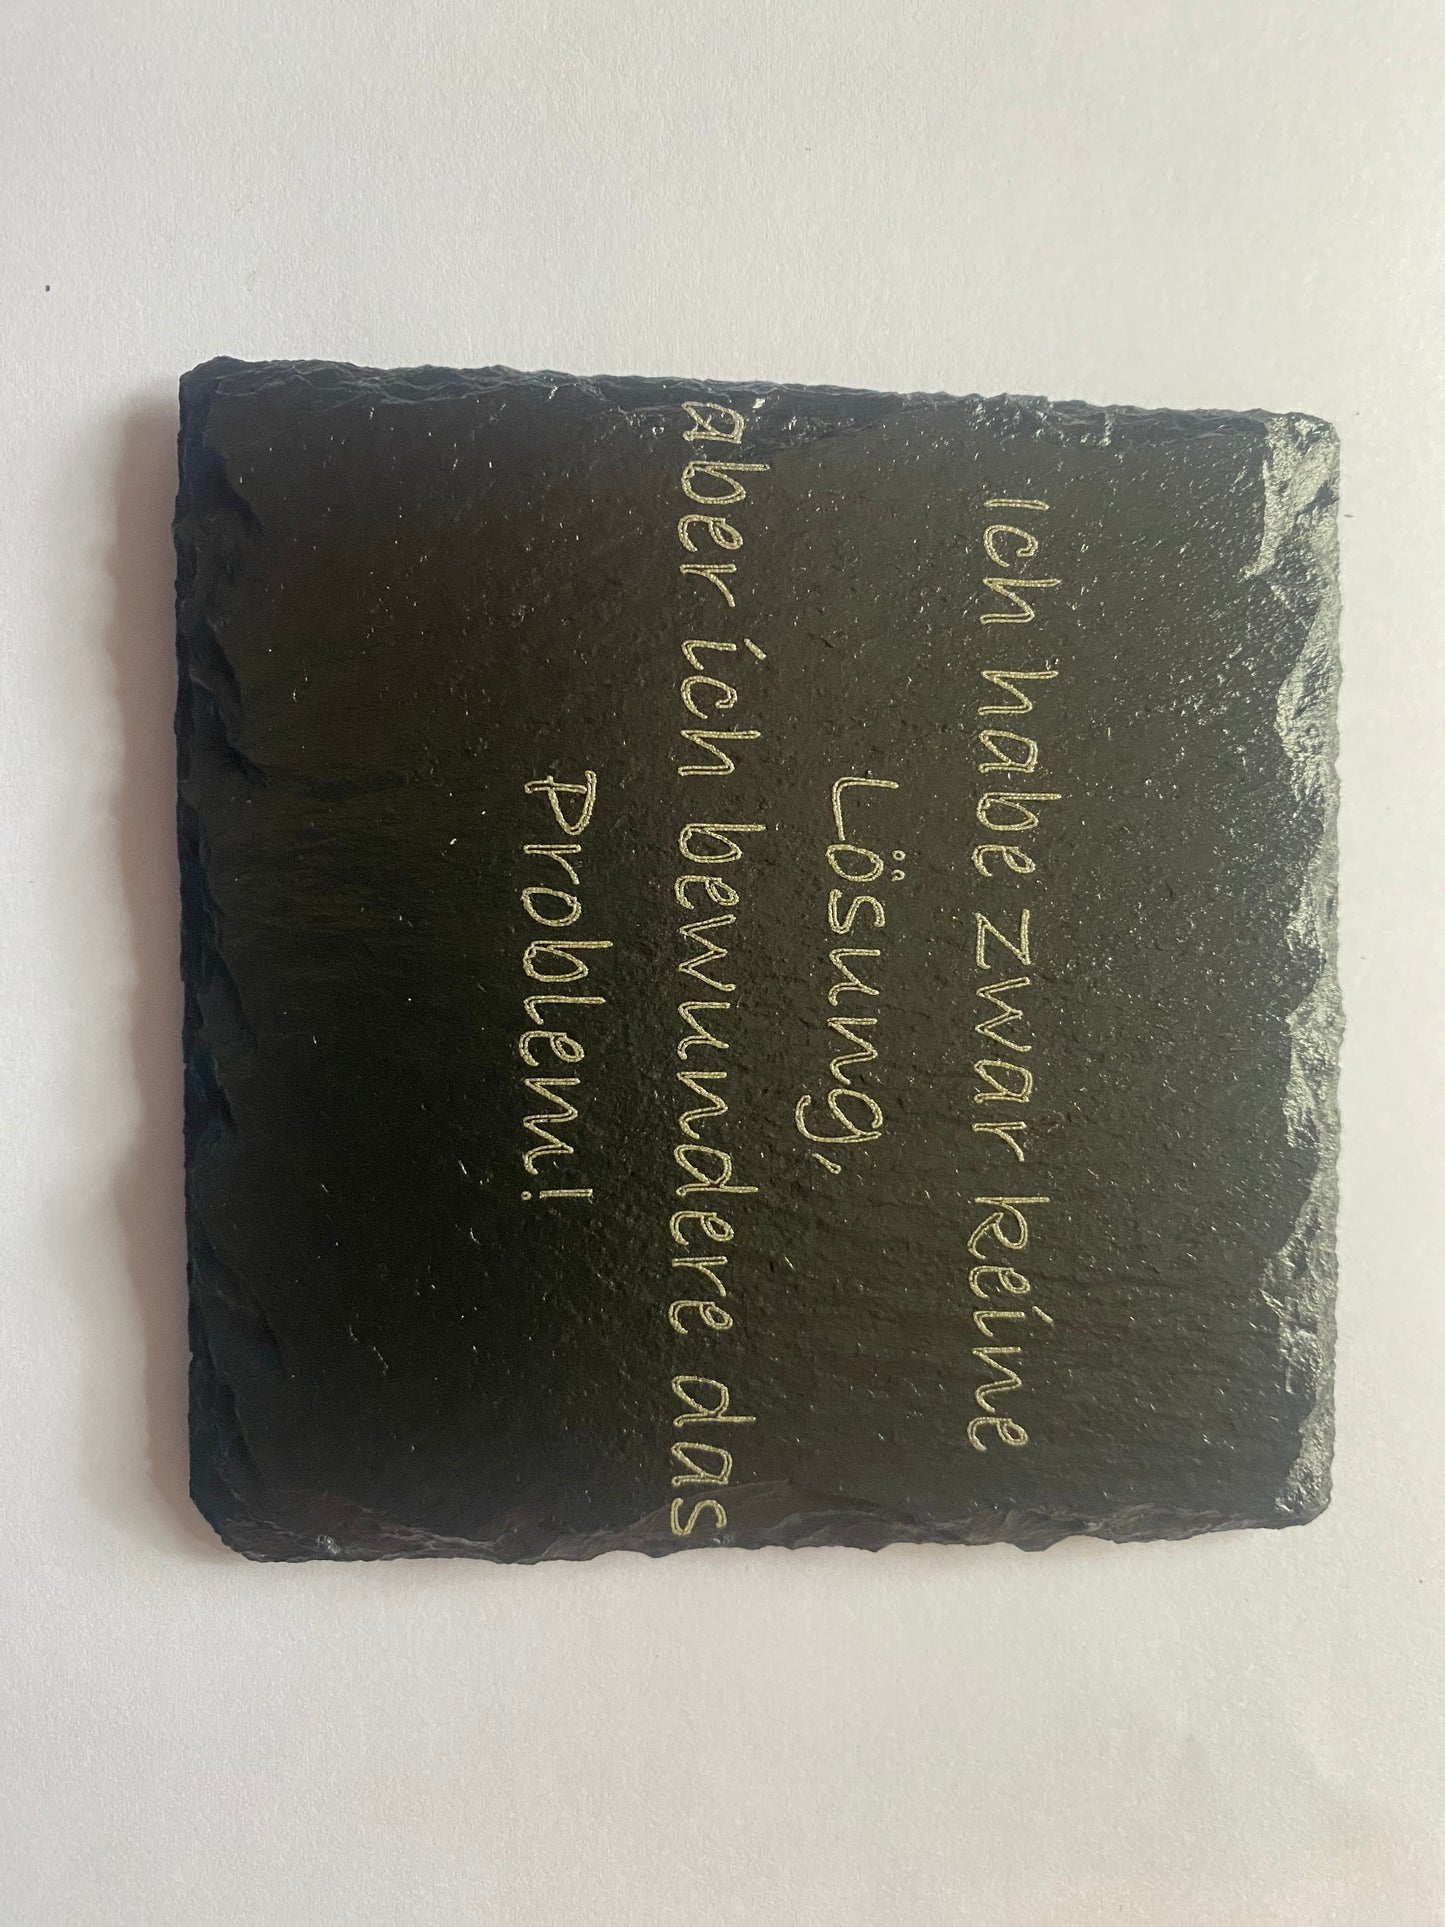 Ich habe zwar keine
Lösung,
aber ich bewundere das
Problem!